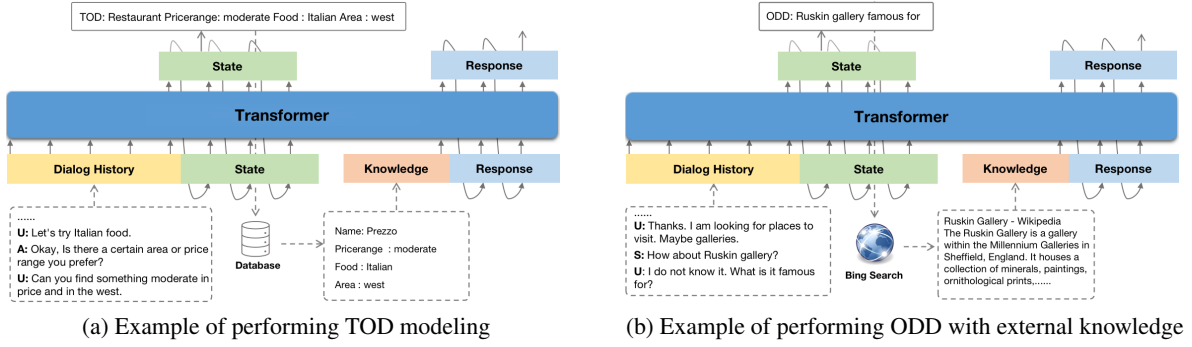 TOD: Restaurant Pricerange: moderate Food : Italian Area : west
State
Response
Transformer
Dialog History
State
Knowledge
Response
......
U: Let's try Italian food.
A: Okay, Is there a certain area or price
range you prefer?
U: Can you find something moderate in
price and in the west.
Database
Name: Prezzo
Pricerange : moderate
Food : Italian
Area : west
(a) Example of performing TOD modeling
ODD: Ruskin gallery famous for
State
Response
Transformer
Dialog History
State
Knowledge
Response
......
U: Thanks. I am looking for places to
visit. Maybe galleries.
S: How about Ruskin gallery?
U: I do not know it. What is it famous
for?
Bing Search
Ruskin Gallery - Wikipedia
The Ruskin Gallery is a gallery
within the Millennium Galleries in
Sheffield, England. It houses a
collection of minerals, paintings,
ornithological prints,......
(b) Example of performing ODD with external knowledge